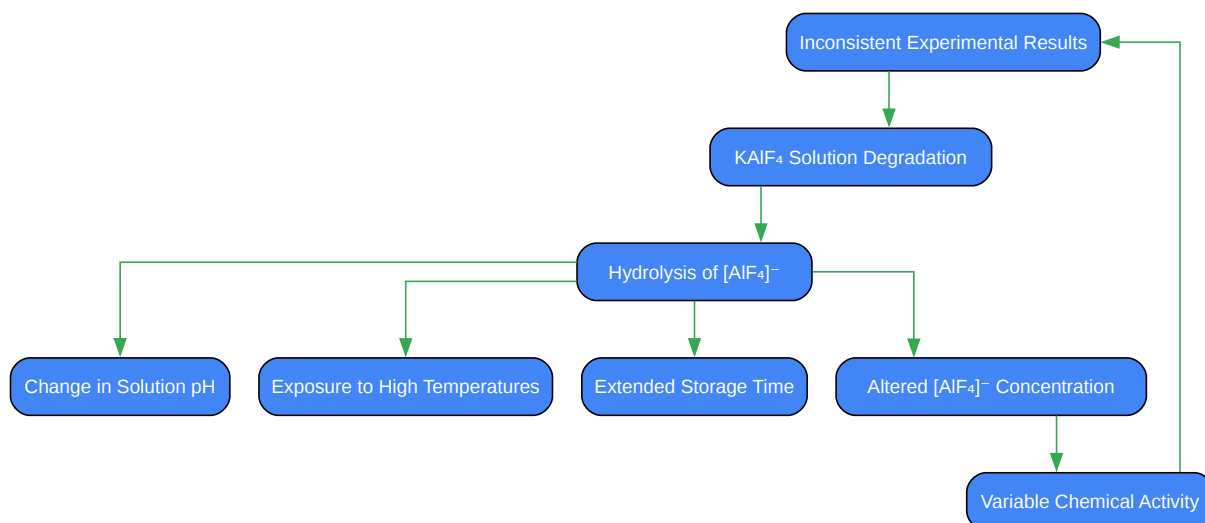 Inconsistent Experimental Results
KAlF₄ Solution Degradation
Hydrolysis of [AlF₄]⁻
Change in Solution pH
Exposure to High Temperatures
Extended Storage Time
Altered [AlF₄]⁻ Concentration
Variable Chemical Activity